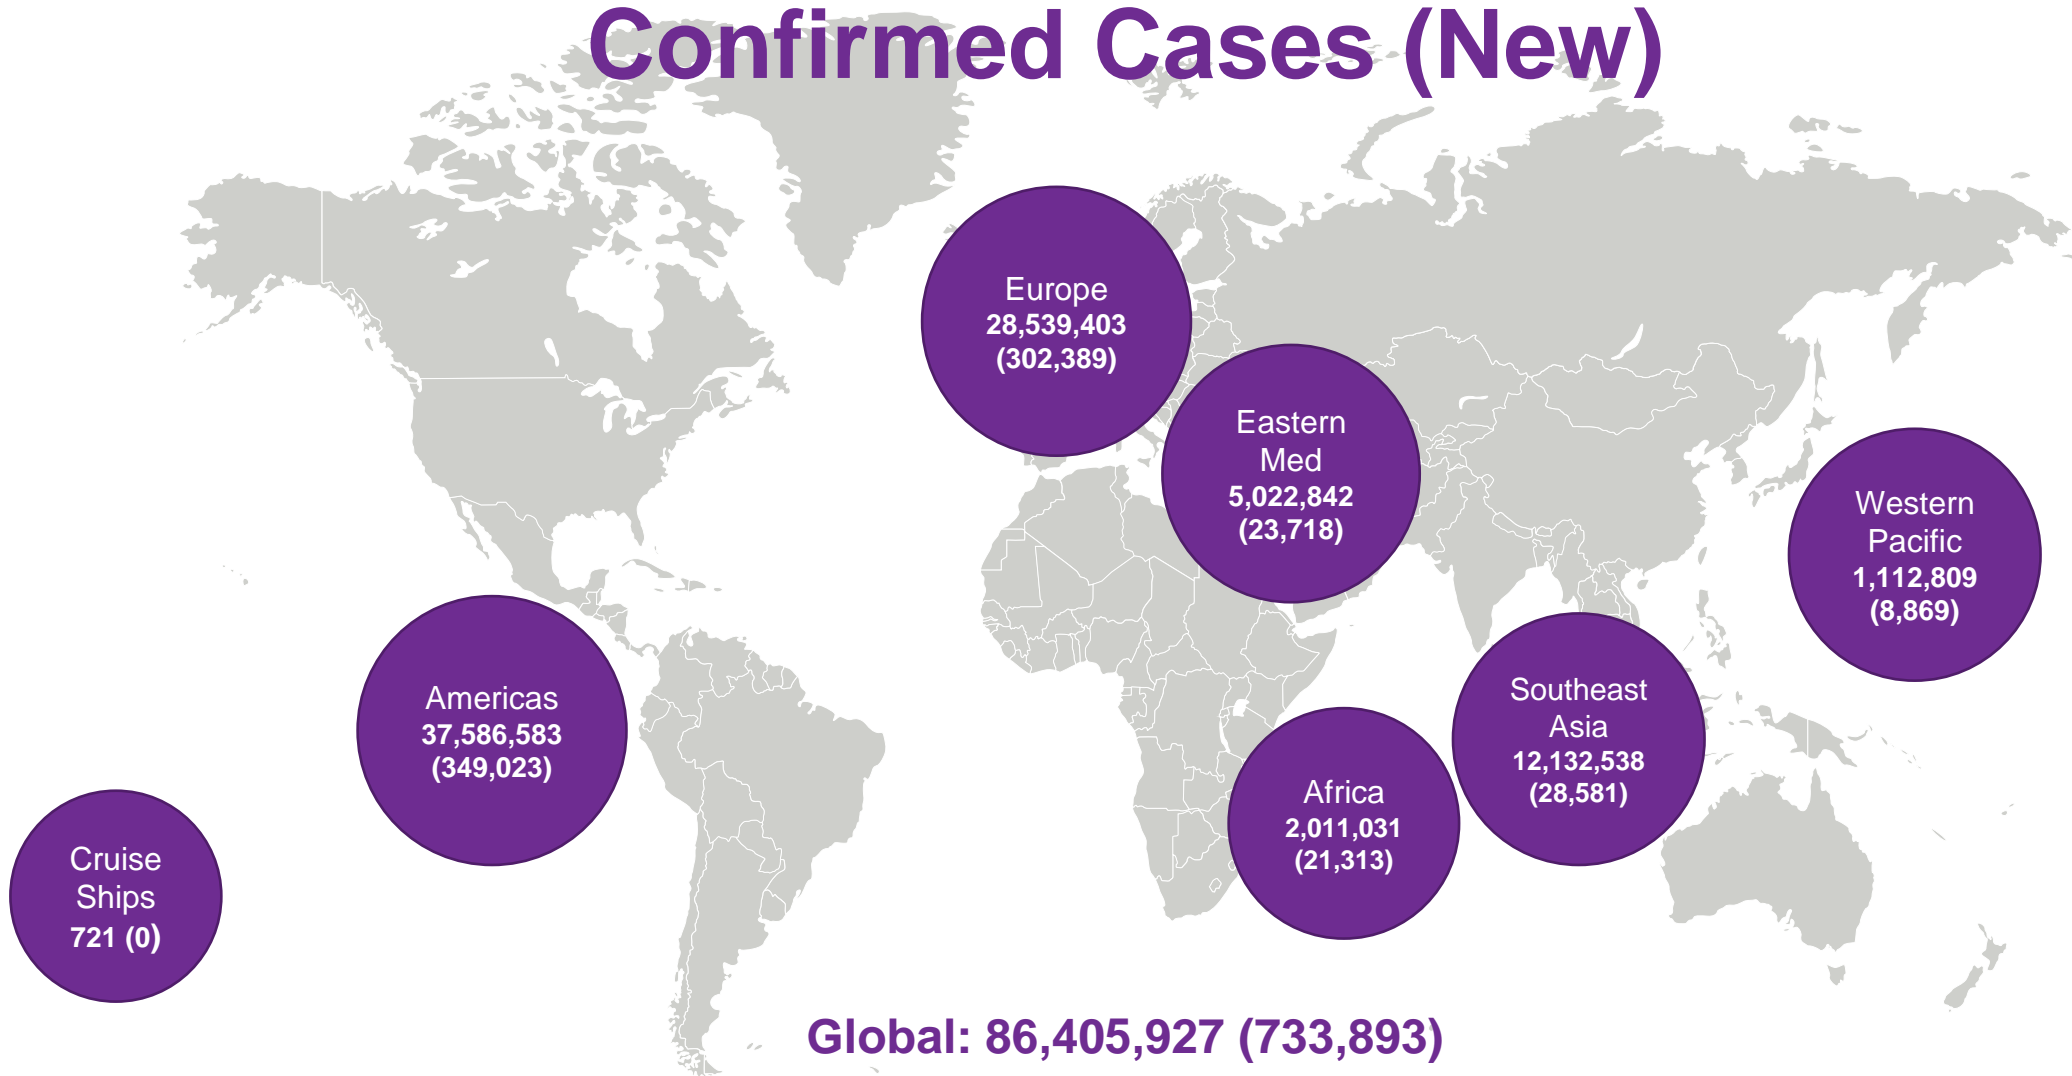 Confirmed Cases (New)
Europe
28,539,403
(302,389)
Eastern
Med
5,022,842
(23,718)
Western
Pacific
1,112,809
(8,869)
Americas
37,586,583
(349,023)
Southeast
Asia
12,132,538
(28,581)
Africa
2,011,031
(21,313)
Cruise
Ships
721 (0)
Global: 86,405,927 (733,893)